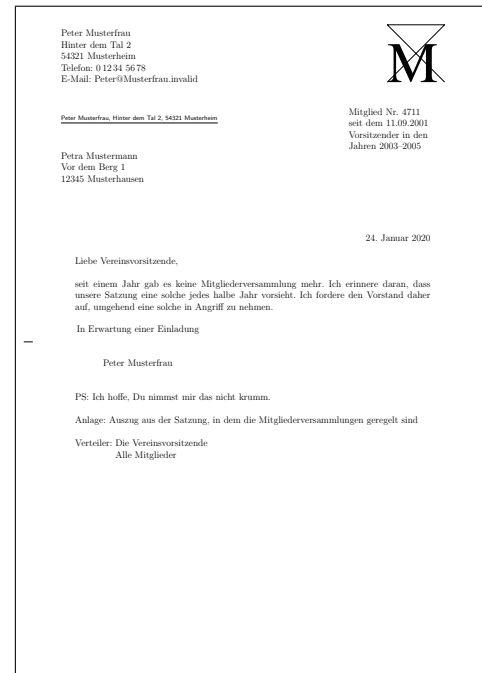 Peter Musterfrau
Hinter dem Tal 2
54321 Musterheim
Telefon: 0 12 34 56 78
E-Mail: Peter@Musterfrau.invalid
M
Peter Musterfrau, Hinter dem Tal 2, 54321 Musterheim
Mitglied Nr. 4711
seit dem 11.09.2001
Vorsitzender in den
Jahren 2003–2005
Petra Mustermann
Vor dem Berg 1
12345 Musterhausen
24. Januar 2020
Liebe Vereinsvorsitzende,
seit einem Jahr gab es keine Mitgliederversammlung mehr. Ich erinnere daran, dass
unsere Satzung eine solche jedes halbe Jahr vorsieht. Ich fordere den Vorstand daher
auf, umgehend eine solche in Angriff zu nehmen.
In Erwartung einer Einladung
Peter Musterfrau
PS: Ich hoffe, Du nimmst mir das nicht krumm.
Anlage: Auszug aus der Satzung, in dem die Mitgliederversammlungen geregelt sind
Verteiler: Die Vereinsvorsitzende
Alle Mitglieder